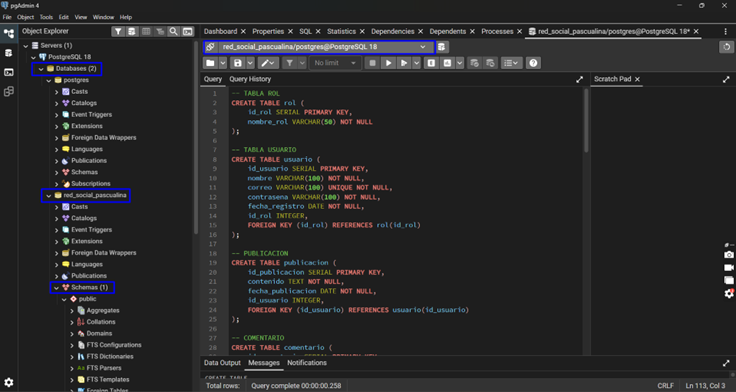 pgAdmin 4
File Object Tools Edit View Window Help
Object Explorer
Dashboard Properties SQL Statistics Dependencies Dependents Processes red_social_pascualina/postgres@PostgreSQL 18*
Servers (1)
PostgreSQL 18
Databases (2)
postgres
Casts
Catalogs
Event Triggers
Extensions
Foreign Data Wrappers
Languages
Publications
Schemas
Subscriptions
red_social_pascualina
Casts
Catalogs
Event Triggers
Extensions
Foreign Data Wrappers
Languages
Publications
Schemas (1)
public
Aggregates
Collations
Domains
FTS Configurations
FTS Dictionaries
FTS Parsers
FTS Templates
Foreign Tables
red_social_pascualina/postgres@PostgreSQL 18
No limit
Query Query History
Scratch Pad
1 -- TABLA ROL
2 CREATE TABLE rol (
3 id_rol SERIAL PRIMARY KEY,
4 nombre_rol VARCHAR(50) NOT NULL
5 );
6
7 -- TABLA USUARIO
8 CREATE TABLE usuario (
9 id_usuario SERIAL PRIMARY KEY,
10 nombre VARCHAR(100) NOT NULL,
11 correo VARCHAR(100) UNIQUE NOT NULL,
12 contrasena VARCHAR(100) NOT NULL,
13 fecha_registro DATE NOT NULL,
14 id_rol INTEGER,
15 FOREIGN KEY (id_rol) REFERENCES rol(id_rol)
16 );
17
18 -- PUBLICACION
19 CREATE TABLE publicacion (
20 id_publicacion SERIAL PRIMARY KEY,
21 contenido TEXT NOT NULL,
22 fecha_publicacion DATE NOT NULL,
23 id_usuario INTEGER,
24 FOREIGN KEY (id_usuario) REFERENCES usuario(id_usuario)
25 );
26
27 -- COMENTARIO
28 CREATE TABLE comentario (
Data Output Messages Notifications
CREATE TABLE
Total rows: Query complete 00:00:00.258 CRLF Ln 113, Col 3